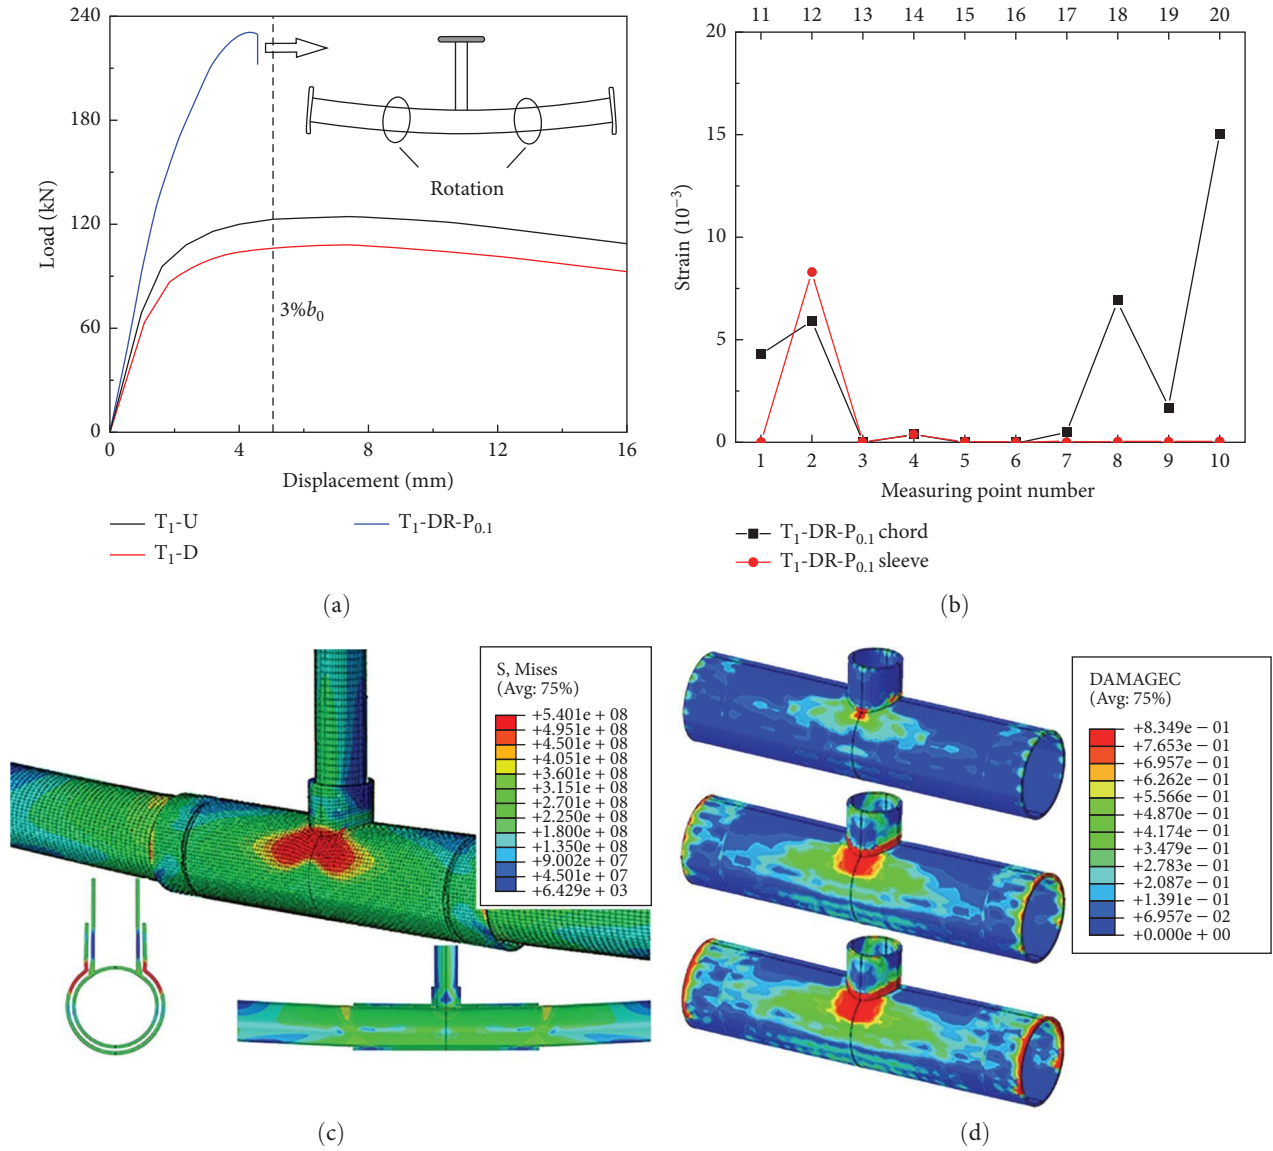 240
180
120
60
0
Load (kN)
0
4
8
12
16
Displacement (mm)
3%b₀
Rotation
T₁-U
T₁-D
T₁-DR-P₀.₁
(a)
11 12 13 14 15 16 17 18 19 20
20
15
10
5
0
Strain (10⁻³)
1 2 3 4 5 6 7 8 9 10
Measuring point number
T₁-DR-P₀.₁ chord
T₁-DR-P₀.₁ sleeve
(b)
S, Mises
(Avg: 75%)
+5.401e + 08
+4.951e + 08
+4.501e + 08
+4.051e + 08
+3.601e + 08
+3.151e + 08
+2.701e + 08
+2.250e + 08
+1.800e + 08
+1.350e + 08
+9.002e + 07
+4.501e + 07
+6.429e + 03
(c)
DAMAGEC
(Avg: 75%)
+8.349e − 01
+7.653e − 01
+6.957e − 01
+6.262e − 01
+5.566e − 01
+4.870e − 01
+4.174e − 01
+3.479e − 01
+2.783e − 01
+2.087e − 01
+1.391e − 01
+6.957e − 02
+0.000e + 00
(d)